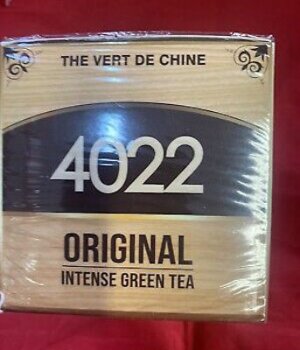 THE VERT DE CHINE
4022
ORIGINAL
INTENSE GREEN TEA